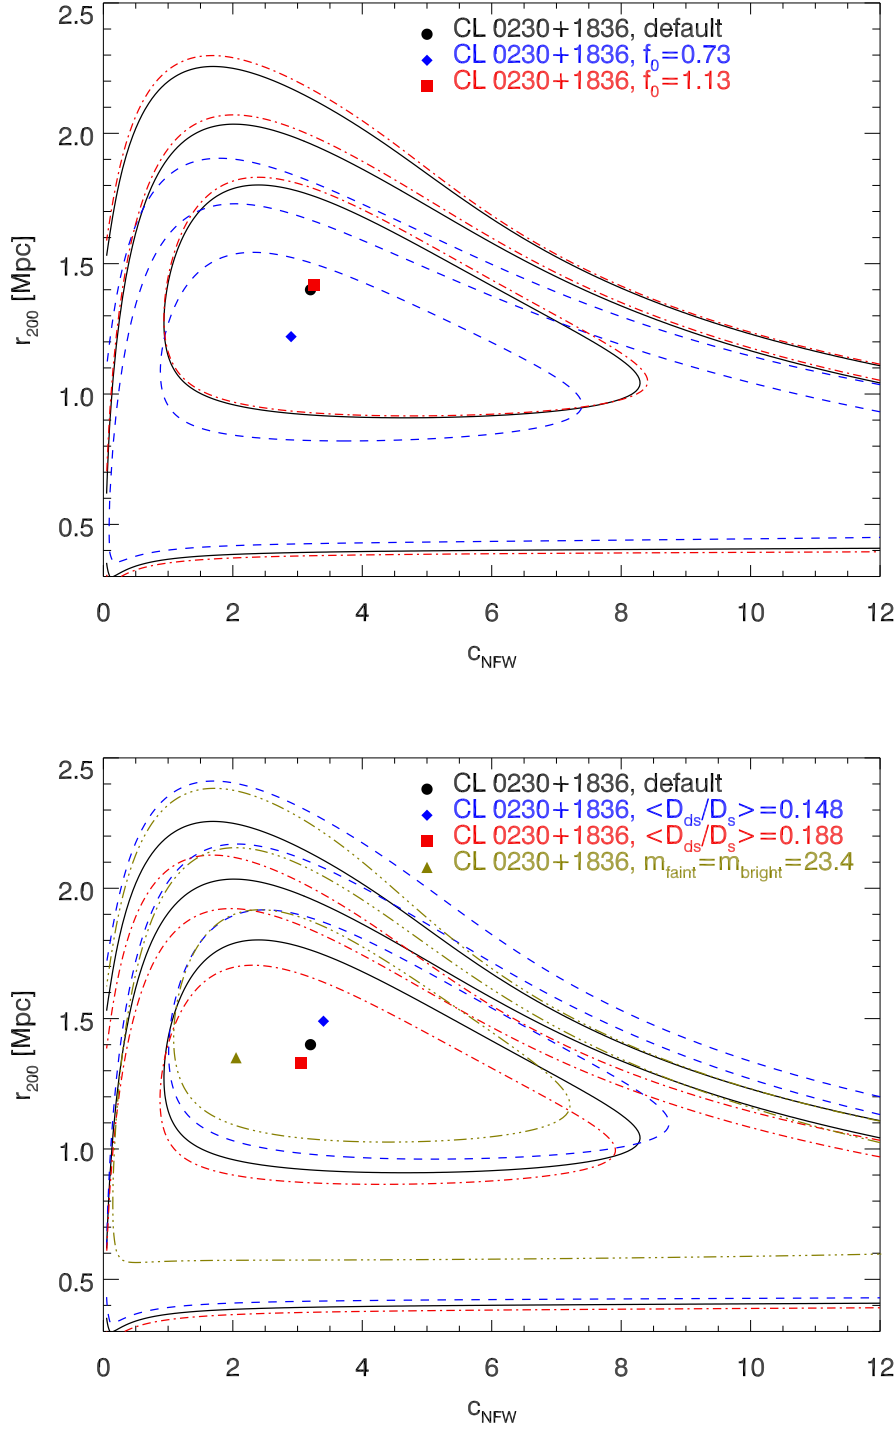 CL 0230+1836, default
CL 0230+1836, f0=0.73
CL 0230+1836, f0=1.13
2.5
2.0
1.5
1.0
0.5
r200 [Mpc]
0 2 4 6 8 10 12
cNFW
CL 0230+1836, default
CL 0230+1836, <Dds/Ds>=0.148
CL 0230+1836, <Dds/Ds>=0.188
CL 0230+1836, mfaint=mbright=23.4
2.5
2.0
1.5
1.0
0.5
r200 [Mpc]
0 2 4 6 8 10 12
cNFW